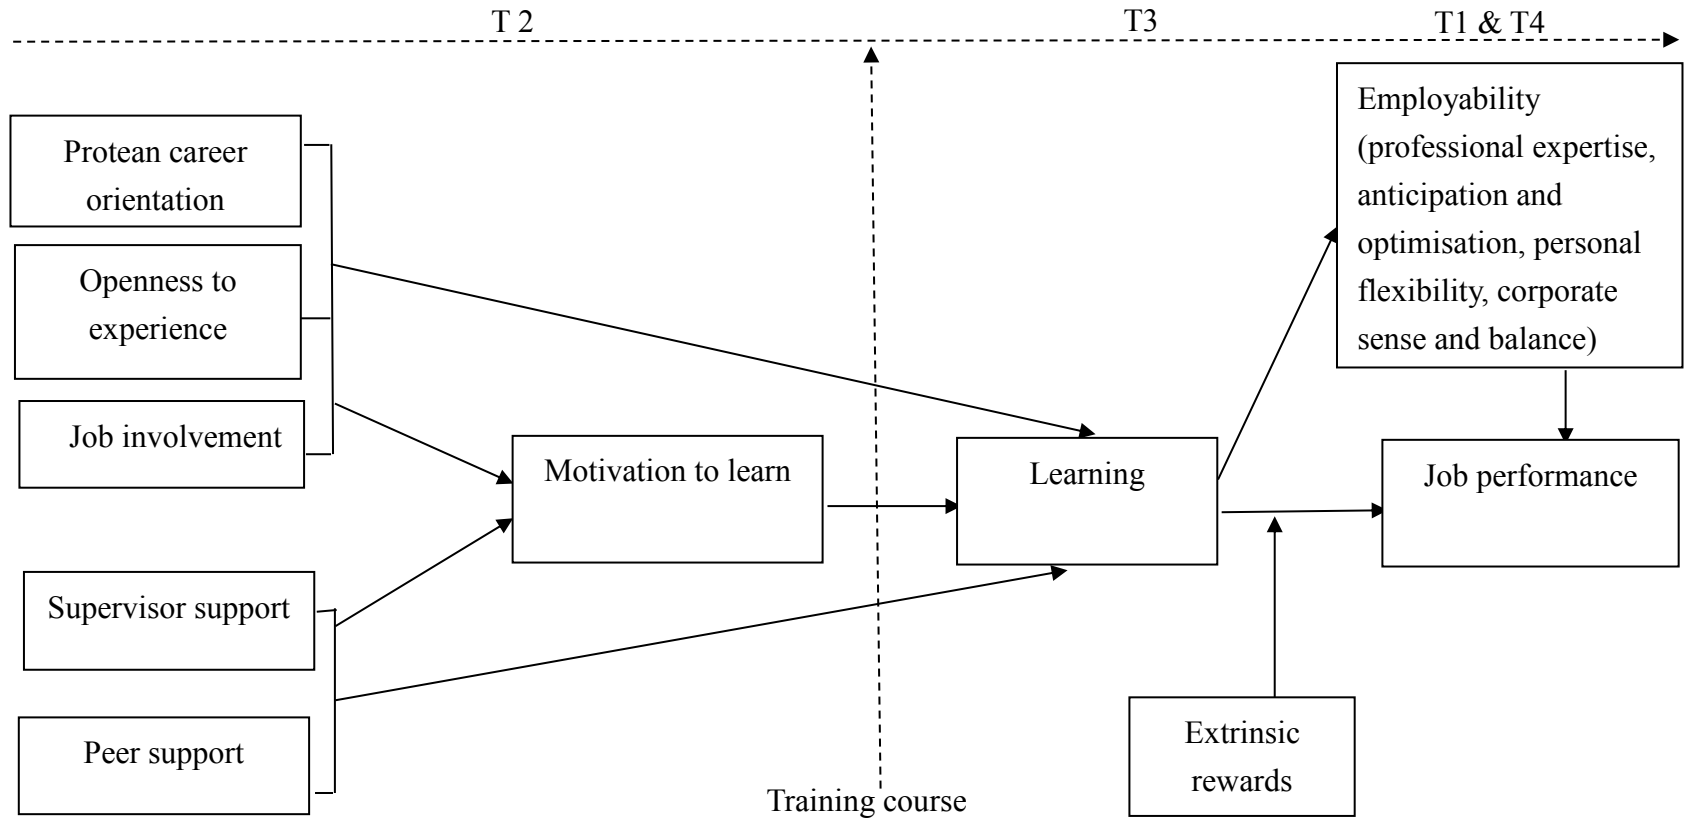 T 2
T3
T1 & T4
Employability
(professional expertise,
anticipation and
optimisation, personal
flexibility, corporate
sense and balance)
Protean career
orientation
Openness to
experience
Job involvement
Motivation to learn
Learning
Job performance
Supervisor support
Peer support
Extrinsic
rewards
Training course